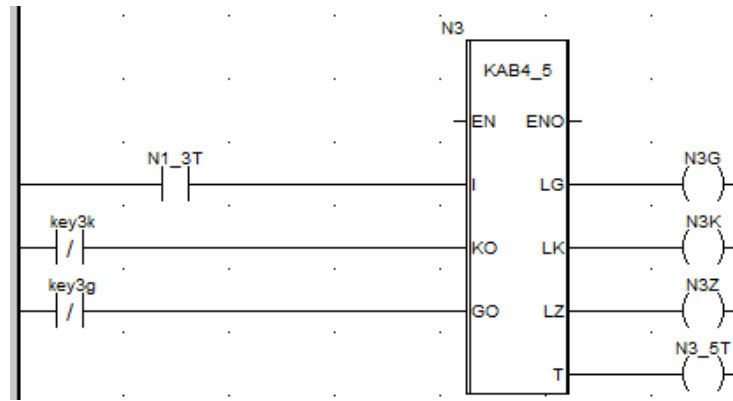 N3
KAB4_5
EN ENO
N1_3T N3G
I LG
key3k N3K
KO LK
key3g N3Z
GO LZ
N3_5T
T